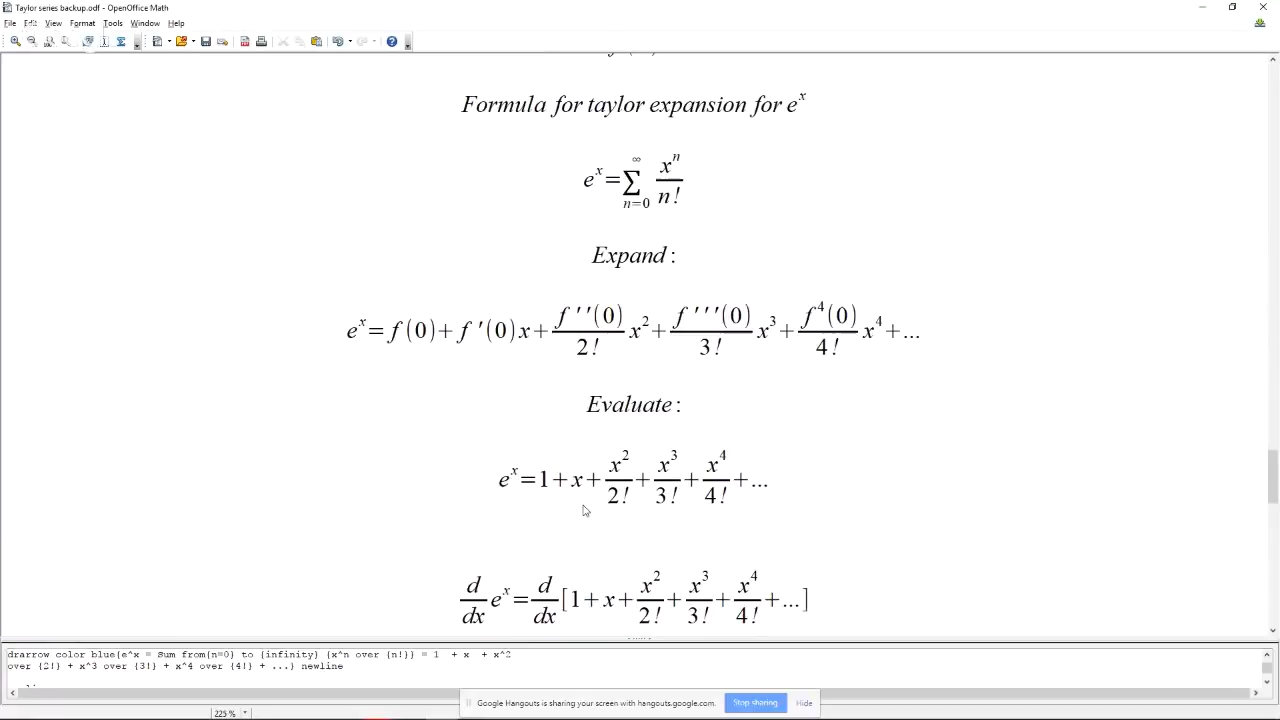 Taylor series backup.odf - OpenOffice Math
File Edit View Format Tools Window Help
Formula for taylor expansion for e^x
e^x = ∑_{n=0}^{∞} x^n / n!
Expand :
e^x = f(0) + f '(0) x + f ''(0)/2! x^2 + f '''(0)/3! x^3 + f^4(0)/4! x^4 + ...
Evaluate :
e^x = 1 + x + x^2/2! + x^3/3! + x^4/4! + ...
d/dx e^x = d/dx [1 + x + x^2/2! + x^3/3! + x^4/4! + ...]
drarrow color blue{e^x = Sum from{n=0} to {infinity} {x^n over {n!}} = 1 + x + x^2
over {2!} + x^3 over {3!} + x^4 over {4!} + ...} newline
Google Hangouts is sharing your screen with hangouts.google.com. Stop sharing Hide
225 %